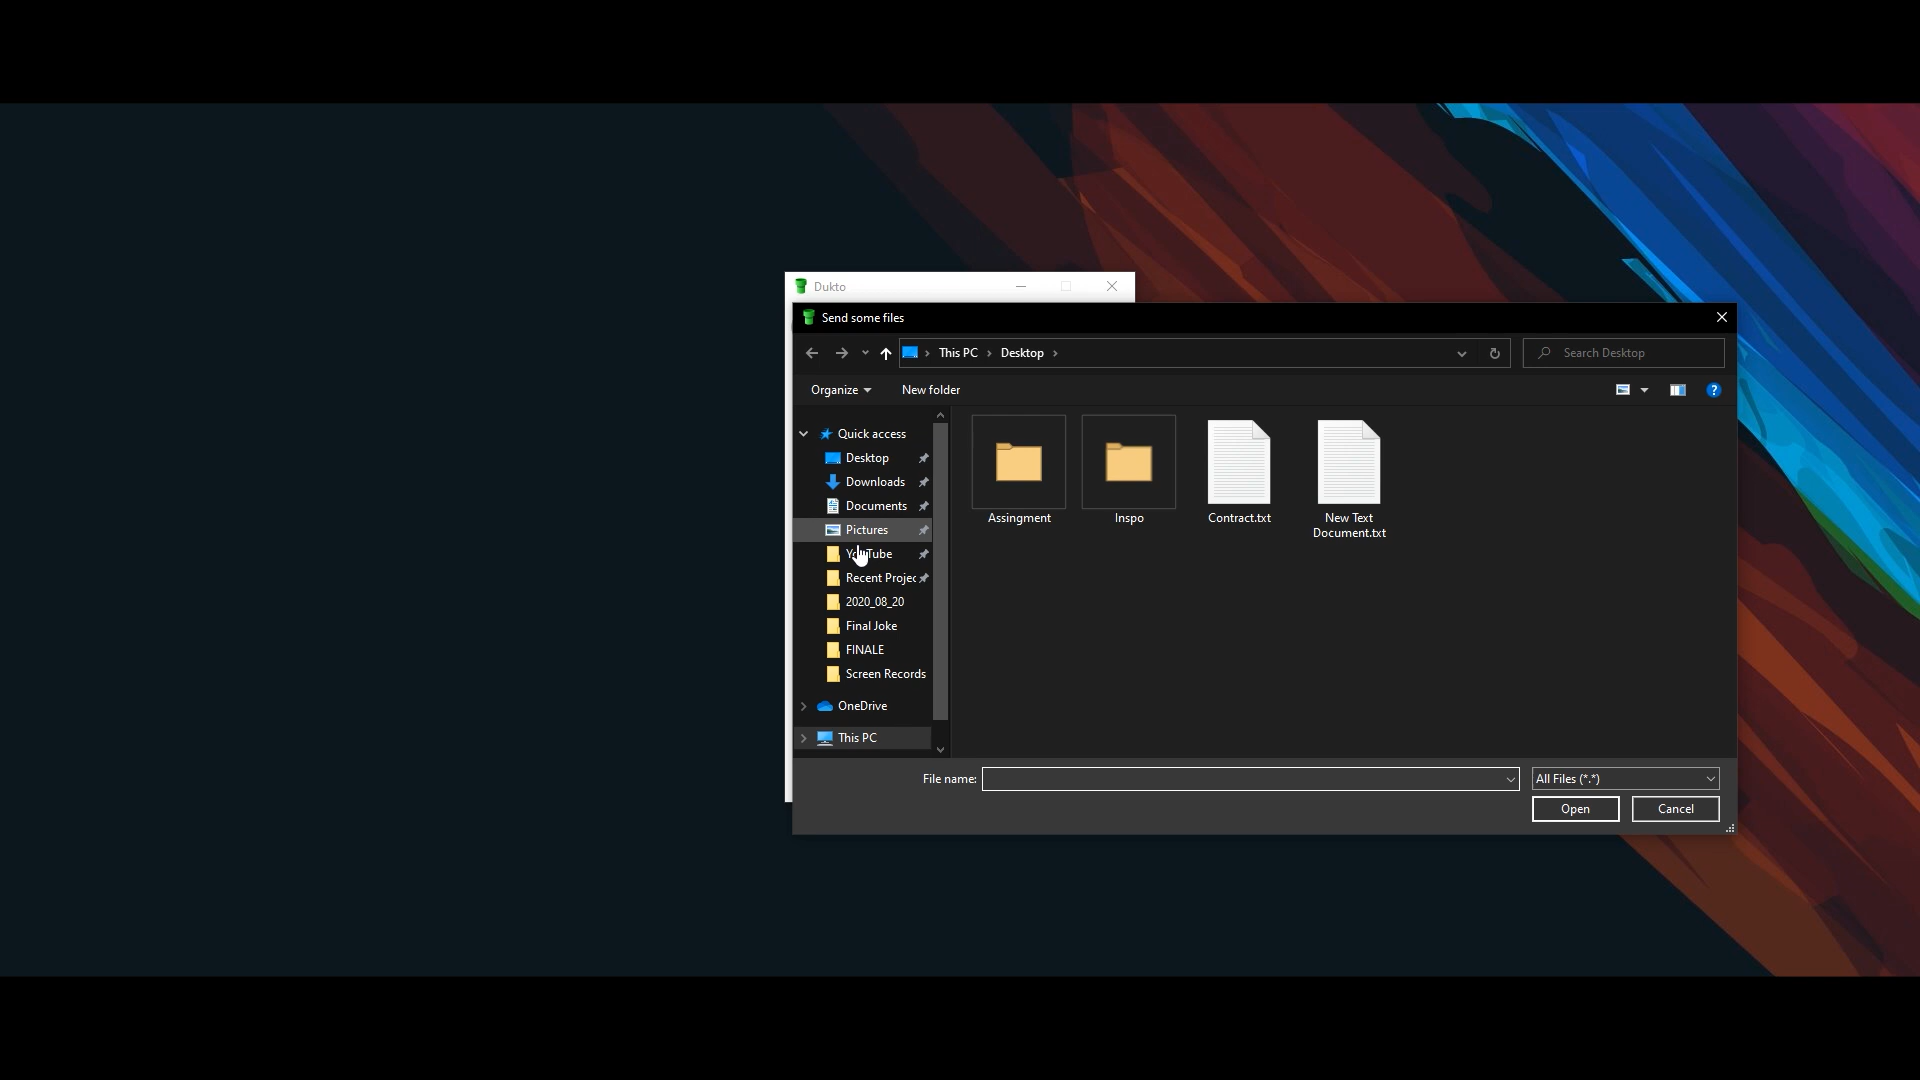 Dukto
Send some files
This PC
Desktop
Search Desktop
Organize
New folder
Quick access
Desktop
Downloads
Documents
Pictures
YouTube
Recent Projec
2020_08_20
Final Joke
FINALE
Screen Records
OneDrive
This PC
Assingment
Inspo
Contract.txt
New Text
Document.txt
File name:
All Files (*.*)
Open
Cancel